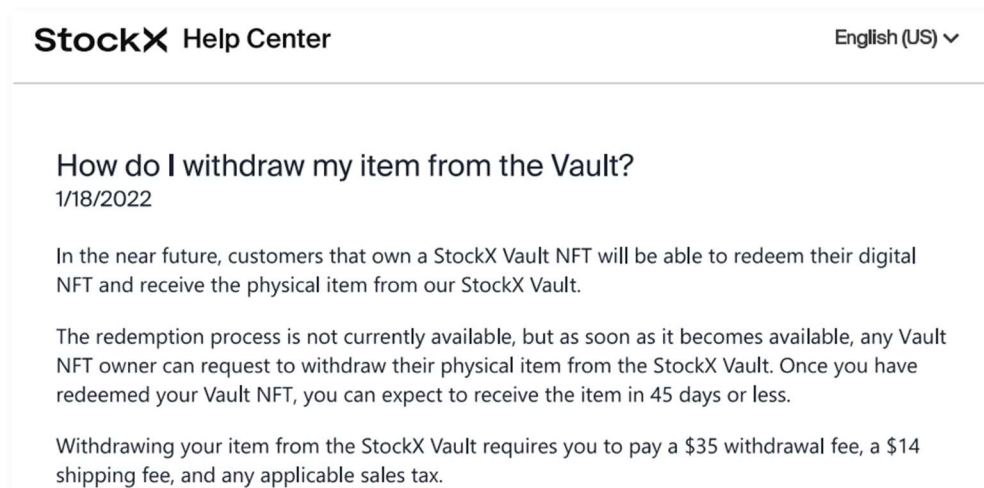 StockX Help Center
English (US)
How do I withdraw my item from the Vault?
1/18/2022
In the near future, customers that own a StockX Vault NFT will be able to redeem their digital
NFT and receive the physical item from our StockX Vault.
The redemption process is not currently available, but as soon as it becomes available, any Vault
NFT owner can request to withdraw their physical item from the StockX Vault. Once you have
redeemed your Vault NFT, you can expect to receive the item in 45 days or less.
Withdrawing your item from the StockX Vault requires you to pay a $35 withdrawal fee, a $14
shipping fee, and any applicable sales tax.